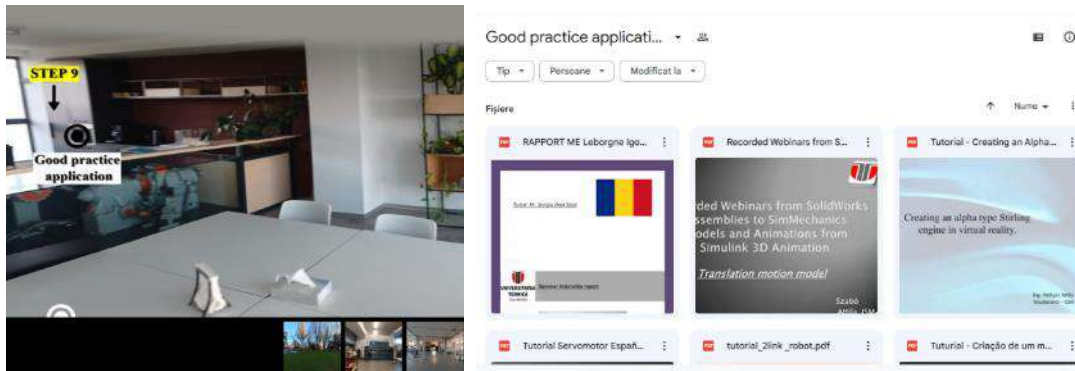 STEP 9
Good practice
application
Good practice applicati...
Tip
Persoane
Modificat la
Fișiere
Nume
RAPPORT ME Leborgne Igo...
Recorded Webinars from S...
Tutorial - Creating an Alpha...
rded Webinars from SolidWorks
ssemblies to SimMechanics
odels and Animations from
Simulink 3D Animation
Translation motion model
Szabó
Creating an alpha type Stirling
engine in virtual reality.
UNIVERSITATEA
TEHNICA
Tutorial Servomotor Españ...
tutorial_2link _robot.pdf
Tuturial - Criação de um m...